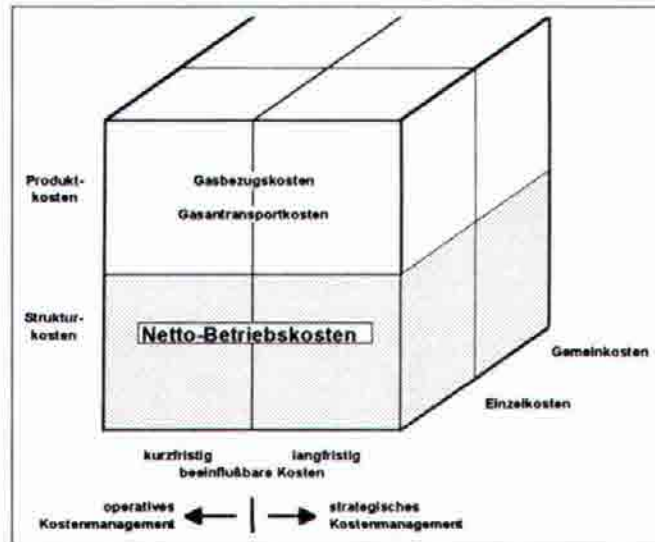 Produkt-
kosten
Gasbezugskosten
Gasantransportkosten
Struktur-
kosten
Netto-Betriebskosten
Gemeinkosten
Einzelkosten
kurzfristig
langfristig
beeinflußbare Kosten
operatives
Kostenmanagement
strategisches
Kostenmanagement